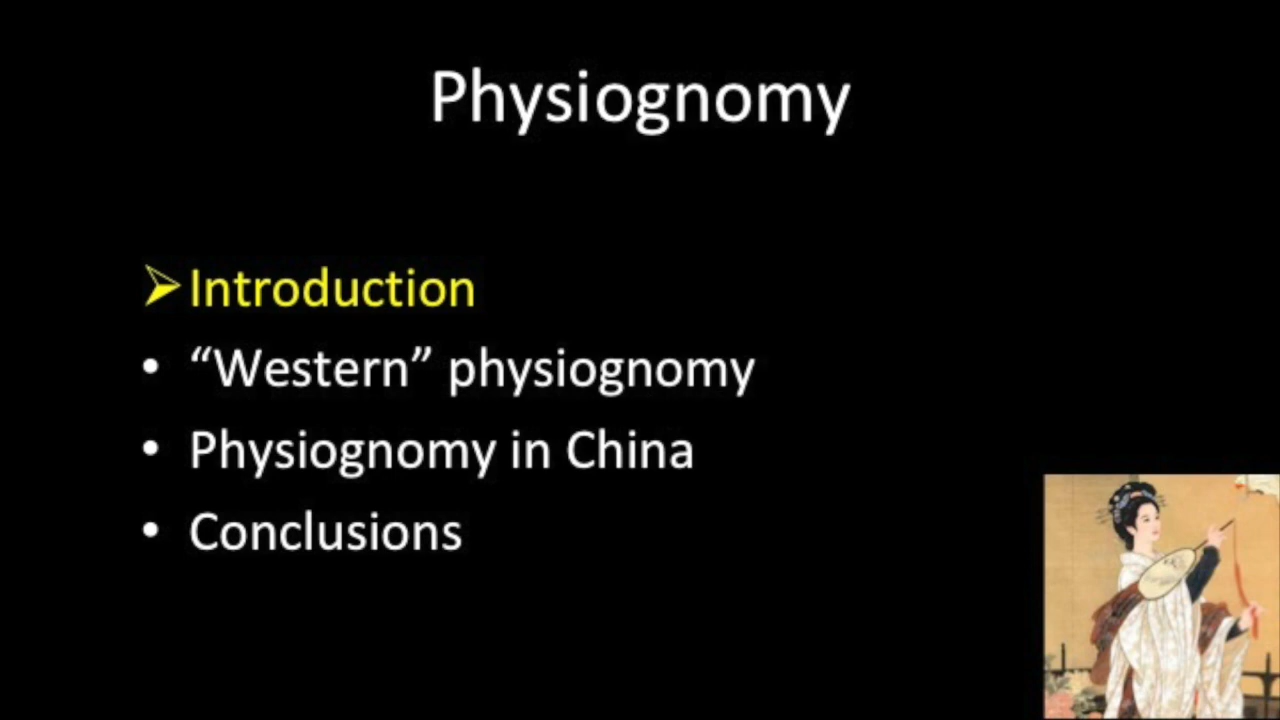 Physiognomy
➢Introduction
• “Western” physiognomy
• Physiognomy in China
• Conclusions